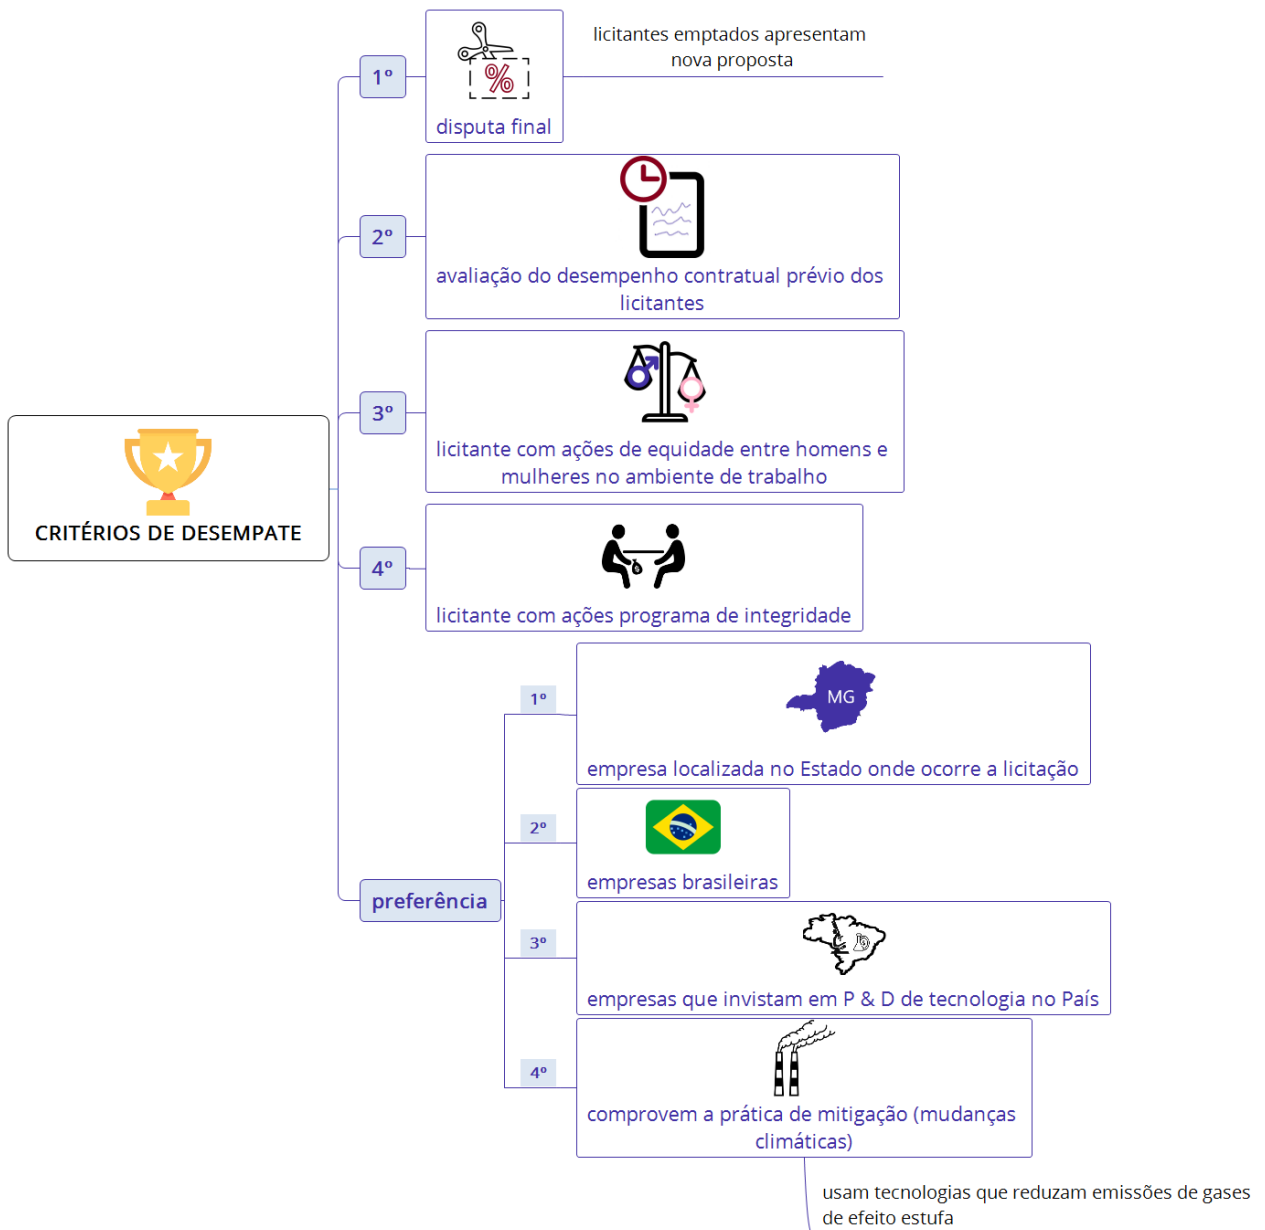 licitantes emptados apresentam
nova proposta
1º
%
disputa final
2º
avaliação do desempenho contratual prévio dos
licitantes
3º
licitante com ações de equidade entre homens e
mulheres no ambiente de trabalho
CRITÉRIOS DE DESEMPATE
4º
licitante com ações programa de integridade
preferência
1º
MG
empresa localizada no Estado onde ocorre a licitação
2º
empresas brasileiras
3º
empresas que invistam em P & D de tecnologia no País
4º
comprovem a prática de mitigação (mudanças
climáticas)
usam tecnologias que reduzam emissões de gases
de efeito estufa